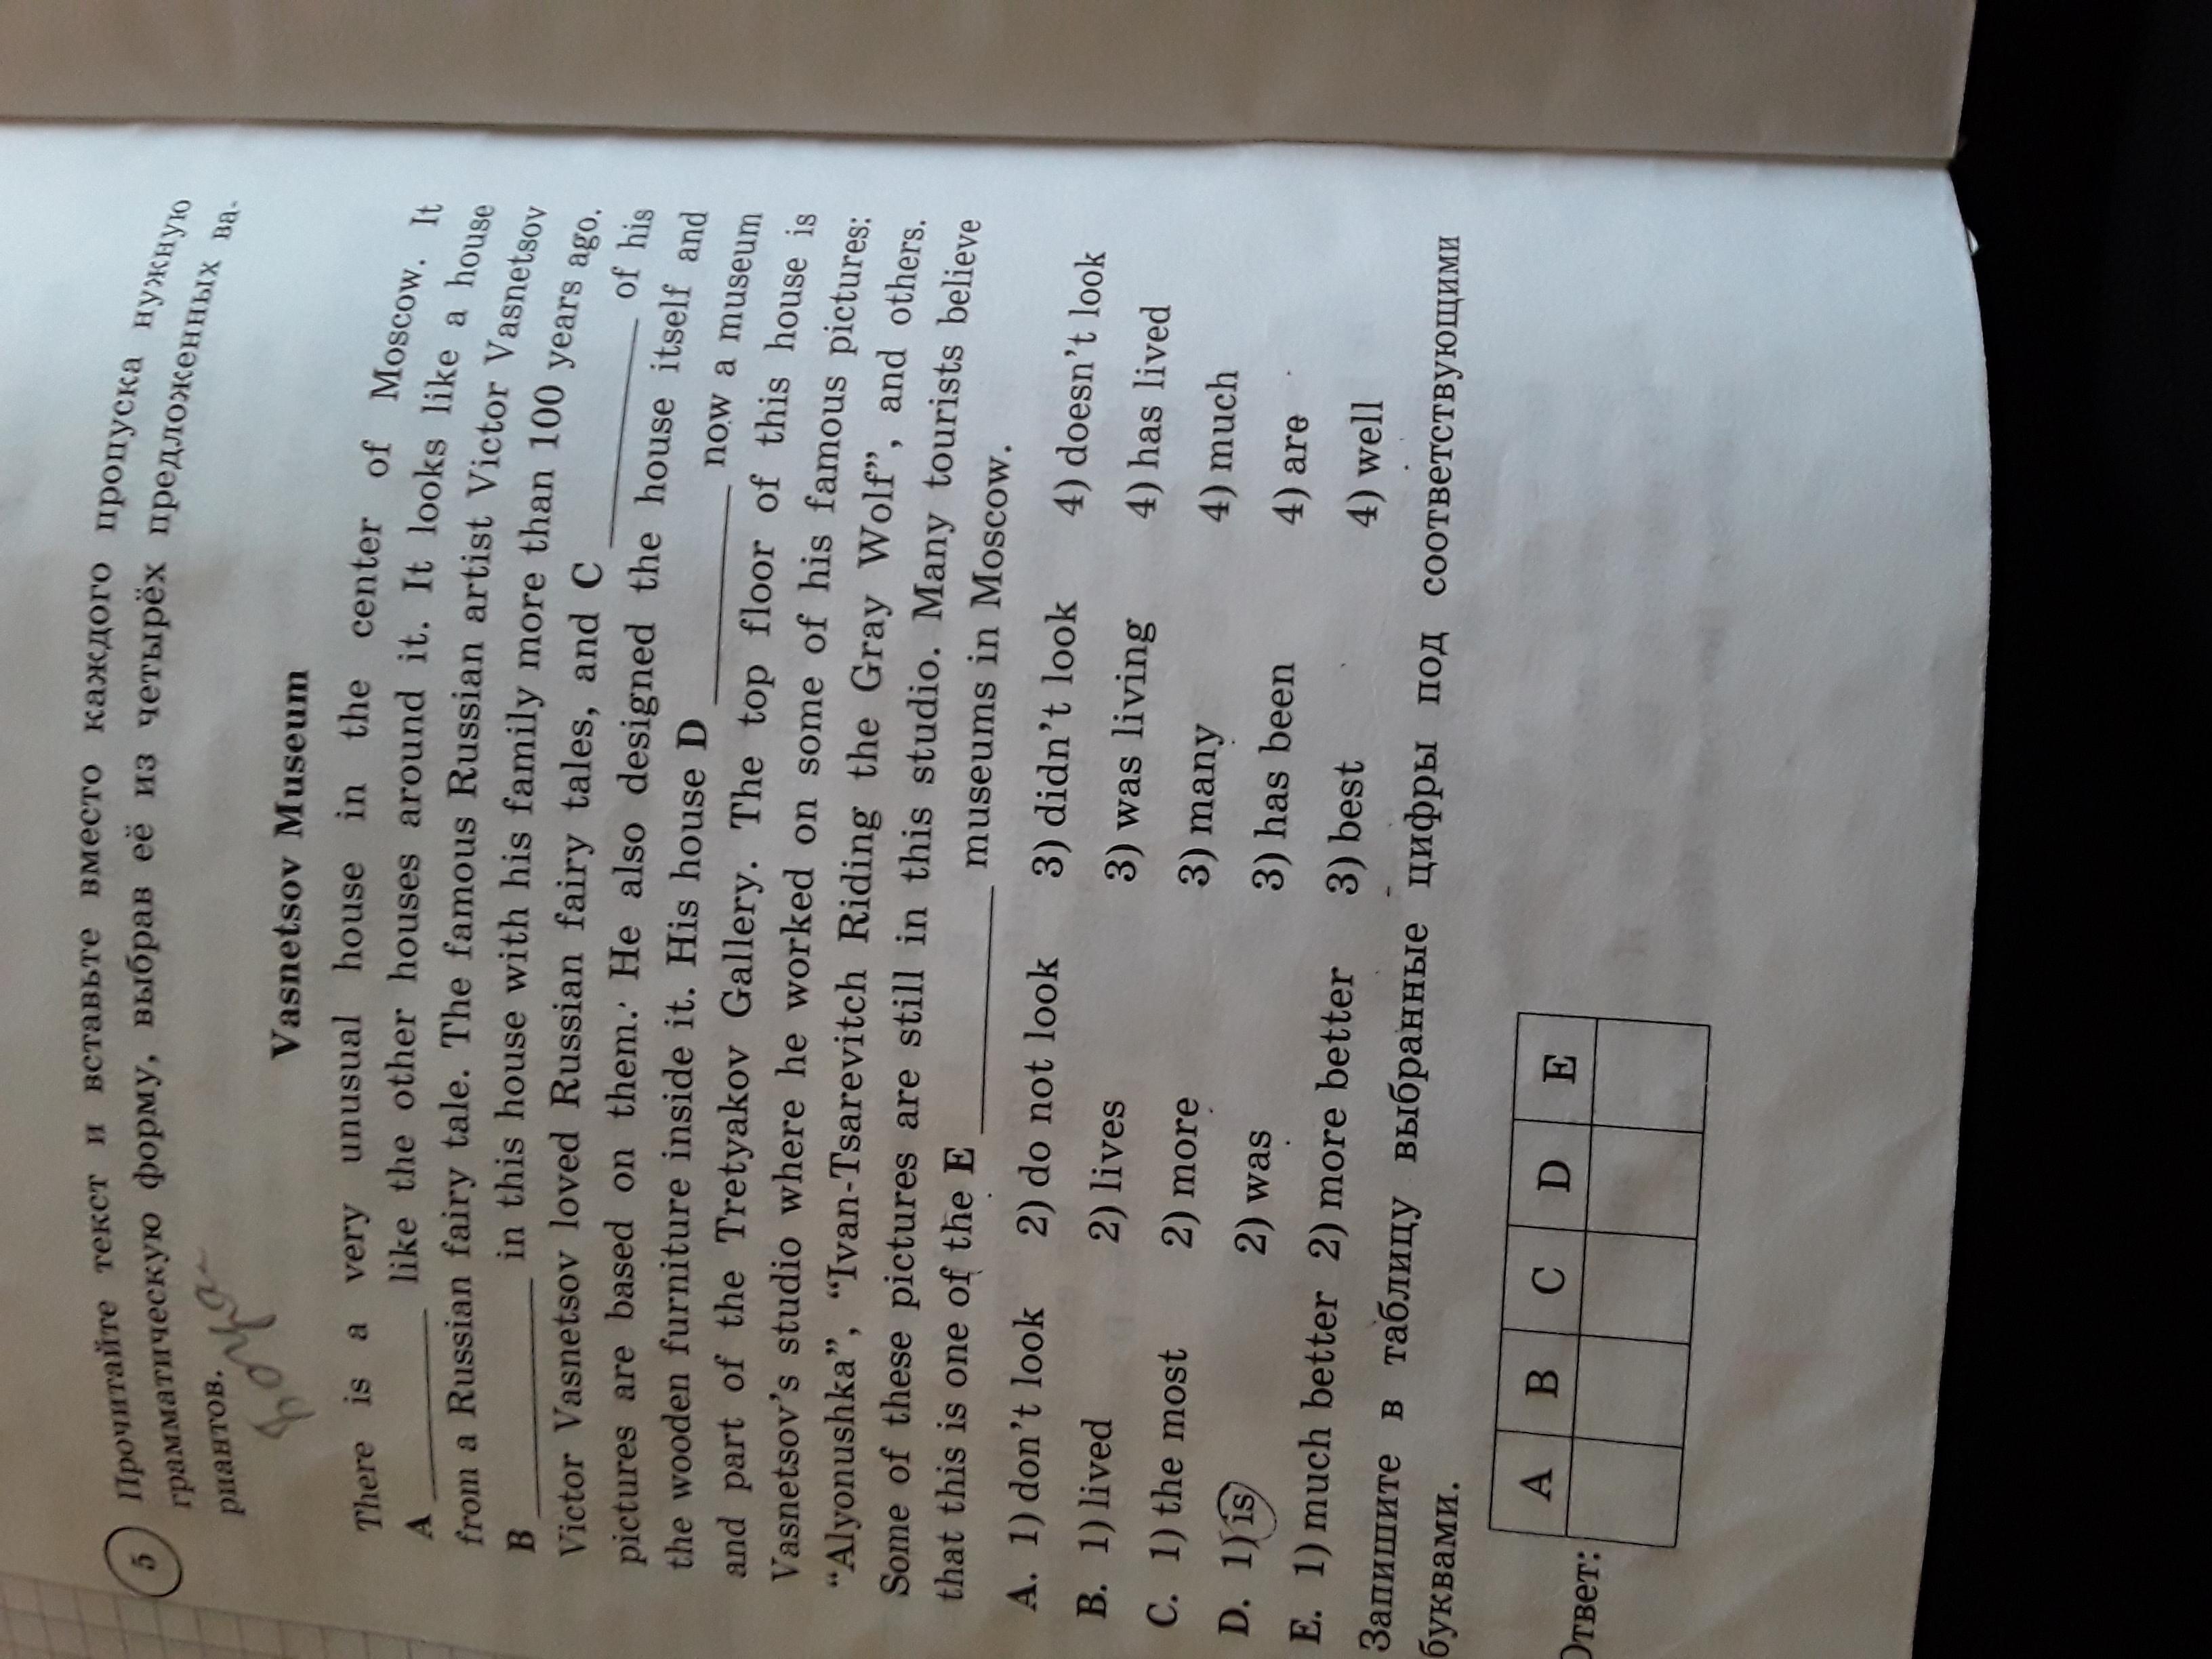 5 Прочитайте текст и вставьте вместо каждого пропуска нужную
грамматическую форму, выбрав её из четырёх предложенных ва-
риантов.
Vasnetsov Museum
There is a very unusual house in the center of Moscow. It
A ________ like the other houses around it. It looks like a house
from a Russian fairy tale. The famous Russian artist Victor Vasnetsov
B ________ in this house with his family more than 100 years ago.
Victor Vasnetsov loved Russian fairy tales, and C ________ of his
pictures are based on them. He also designed the house itself and
the wooden furniture inside it. His house D ________ now a museum
and part of the Tretyakov Gallery. The top floor of this house is
Vasnetsov's studio where he worked on some of his famous pictures:
“Alyonushka”, “Ivan-Tsarevitch Riding the Gray Wolf”, and others.
Some of these pictures are still in this studio. Many tourists believe
that this is one of the E ________ museums in Moscow.
A. 1) don't look 2) do not look 3) didn't look 4) doesn't look
B. 1) lived 2) lives 3) was living 4) has lived
C. 1) the most 2) more 3) many 4) much
D. 1) is 2) was 3) has been 4) are
E. 1) much better 2) more better 3) best 4) well
Запишите в таблицу выбранные цифры под соответствующими
буквами.
A B C D E
Ответ: